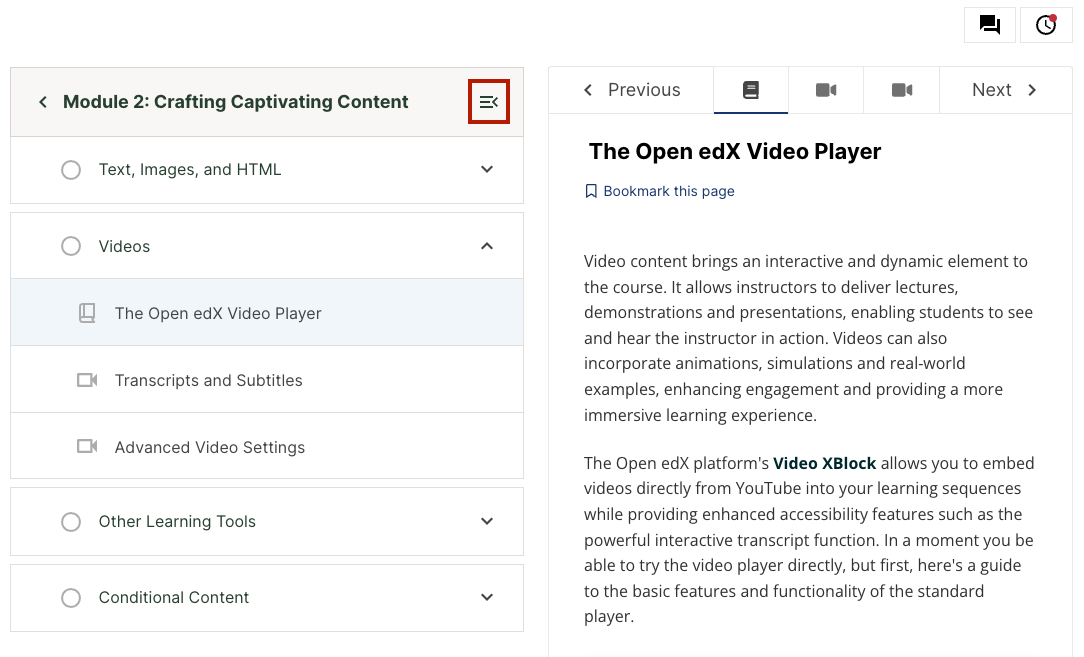 Module 2: Crafting Captivating Content
Text, Images, and HTML
Videos
The Open edX Video Player
Transcripts and Subtitles
Advanced Video Settings
Other Learning Tools
Conditional Content
Previous
Next
The Open edX Video Player
Bookmark this page
Video content brings an interactive and dynamic element to
the course. It allows instructors to deliver lectures,
demonstrations and presentations, enabling students to see
and hear the instructor in action. Videos can also
incorporate animations, simulations and real-world
examples, enhancing engagement and providing a more
immersive learning experience.
The Open edX platform's Video XBlock allows you to embed
videos directly from YouTube into your learning sequences
while providing enhanced accessibility features such as the
powerful interactive transcript function. In a moment you be
able to try the video player directly, but first, here's a guide
to the basic features and functionality of the standard
player.